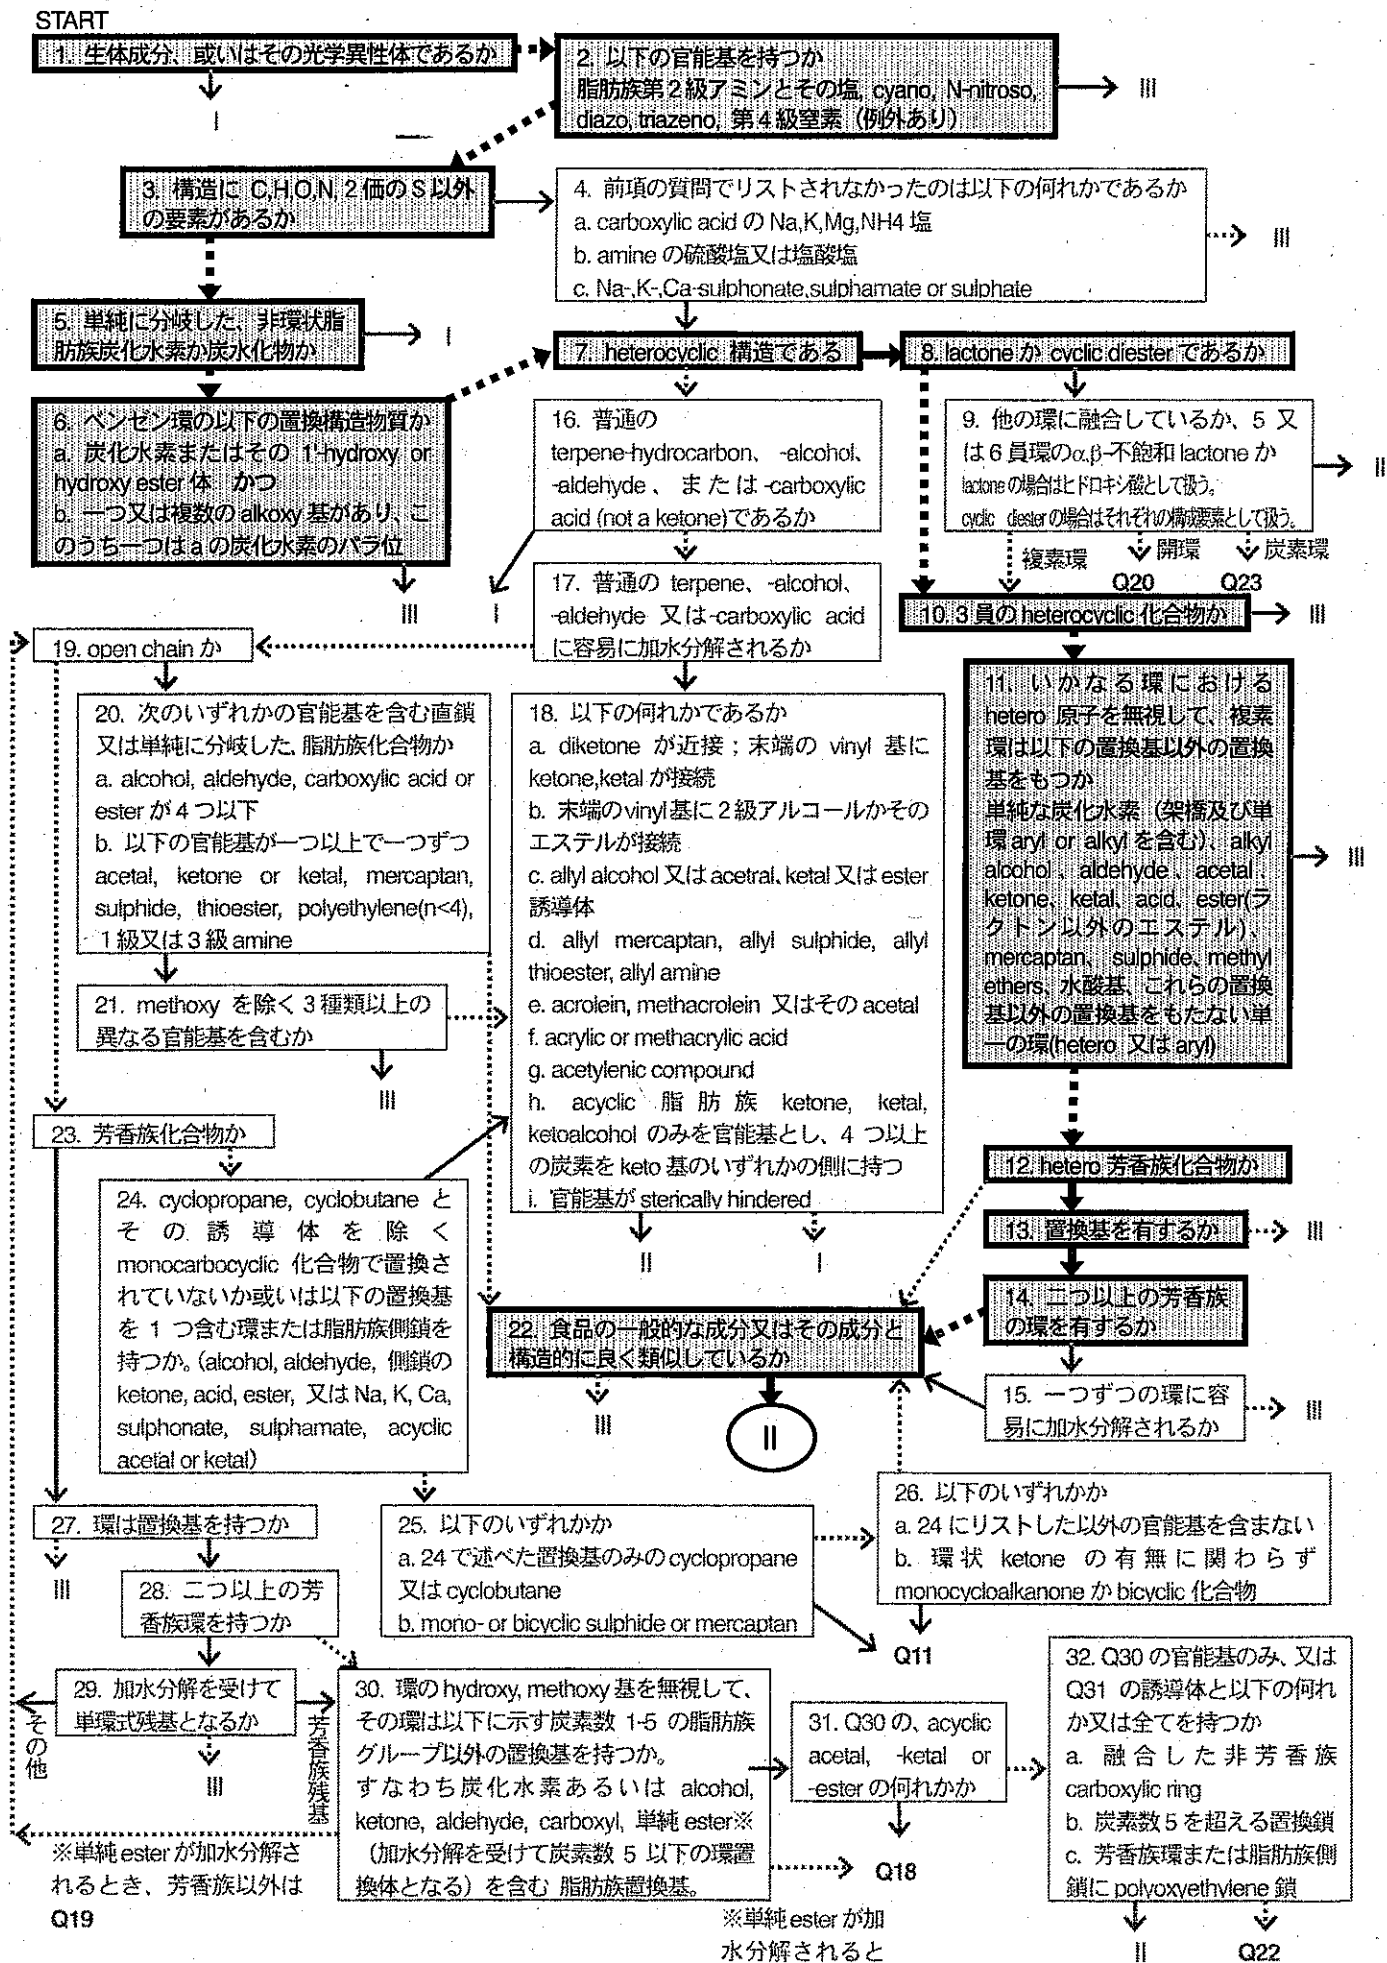 START
1. 生体成分、或いはその光学異性体であるか
I
2. 以下の官能基を持つか
脂肪族第2級アミンとその塩, cyano, N-nitroso,
diazo, triazeno, 第4級窒素（例外あり）
III
3. 構造に C,H,O,N, 2価のS以外
の要素があるか
4. 前項の質問でリストされなかったのは以下の何れかであるか
a. carboxylic acid の Na,K,Mg,NH4 塩
b. amine の硫酸塩又は塩酸塩
c. Na-,K-,Ca-sulphonate,sulphamate or sulphate
III
5. 単純に分岐した、非環状脂
肪族炭化水素か炭水化物か
I
6. ベンゼン環の以下の置換構造物質か
a. 炭化水素またはその 1'-hydroxy or
hydroxy ester 体 かつ
b. 一つ又は複数の alkoxy 基があり、こ
のうち一つは a の炭化水素のパラ位
III
7. heterocyclic 構造である
8. lactone か cyclic diester であるか
9. 他の環に融合しているか、5 又
は 6 員環のα,β-不飽和 lactone か
lactone の場合はヒドロキシ酸として扱う。
cyclic diester の場合はそれぞれの構成要素として扱う。
II
複素環
開環
炭素環
Q20
Q23
10. 3 員の heterocyclic 化合物か
III
11. いかなる環における
hetero 原子を無視して、複素
環は以下の置換基以外の置換
基をもつか
単純な炭化水素（架橋及び単
環 aryl or alkyl を含む）、alkyl
alcohol、aldehyde、acetal、
ketone、ketal、acid、ester(ラ
クトン以外のエステル)、
mercaptan、sulphide、methyl
ethers、水酸基、これらの置換
基以外の置換基をもたない単
一の環(hetero 又は aryl)
III
12. hetero 芳香族化合物か
13. 置換基を有するか
III
14. 二つ以上の芳香族
の環を有するか
15. 一つずつの環に容
易に加水分解されるか
III
16. 普通の
terpene-hydrocarbon、-alcohol、
-aldehyde、または-carboxylic
acid (not a ketone)であるか
I
17. 普通の terpene、-alcohol、
-aldehyde 又は-carboxylic acid
に容易に加水分解されるか
18. 以下の何れかであるか
a. diketone が近接；末端の vinyl 基に
ketone,ketal が接続
b. 末端のvinyl基に2級アルコールかその
エステルが接続
c. allyl alcohol 又は acetral, ketal 又は ester
誘導体
d. allyl mercaptan, allyl sulphide, allyl
thioester, allyl amine
e. acrolein, methacrolein 又はその acetal
f. acrylic or methacrylic acid
g. acetylenic compound
h. acyclic 脂肪族 ketone, ketal,
ketoalcohol のみを官能基とし、4 つ以上
の炭素を keto 基のいずれかの側に持つ
i. 官能基が sterically hindered
II
I
19. open chain か
20. 次のいずれかの官能基を含む直鎖
又は単純に分岐した、脂肪族化合物か
a. alcohol, aldehyde, carboxylic acid or
ester が 4 つ以下
b. 以下の官能基が一つ以上で一つずつ
acetal, ketone or ketal, mercaptan,
sulphide, thioester, polyethylene(n<4),
1 級又は 3 級 amine
21. methoxy を除く 3 種類以上の
異なる官能基を含むか
III
22. 食品の一般的な成分又はその成分と
構造的に良く類似しているか
III
II
23. 芳香族化合物か
24. cyclopropane, cyclobutane と
その誘導体を除く
monocarbocyclic 化合物で置換さ
れていないか或いは以下の置換基
を 1 つ含む環または脂肪族側鎖を
持つか。(alcohol, aldehyde, 側鎖の
ketone, acid, ester, 又は Na, K, Ca,
sulphonate, sulphamate, acyclic
acetal or ketal）
25. 以下のいずれかか
a. 24 で述べた置換基のみの cyclopropane
又は cyclobutane
b. mono- or bicyclic sulphide or mercaptan
Q11
26. 以下のいずれかか
a. 24 にリストした以外の官能基を含まない
b. 環状 ketone の有無に関わらず
monocycloalkanone か bicyclic 化合物
27. 環は置換基を持つか
III
28. 二つ以上の芳
香族環を持つか
29. 加水分解を受けて
単環式残基となるか
その他
芳香族残基
III
30. 環の hydroxy, methoxy 基を無視して、
その環は以下に示す炭素数 1-5 の脂肪族
グループ以外の置換基を持つか。
すなわち炭化水素あるいは alcohol,
ketone, aldehyde, carboxyl, 単純 ester※
（加水分解を受けて炭素数 5 以下の環置
換体となる）を含む 脂肪族置換基。
31. Q30 の、acyclic
acetal, -ketal or
-ester の何れかか
Q18
32. Q30 の官能基のみ、又は
Q31 の誘導体と以下の何れ
か又は全てを持つか
a. 融合した非芳香族
carboxylic ring
b. 炭素数 5 を超える置換鎖
c. 芳香族環または脂肪族側
鎖に polyoxyethylene 鎖
II
Q22
※単純 ester が加水分解さ
れるとき、芳香族以外は
Q19
※単純 ester が加
水分解されると